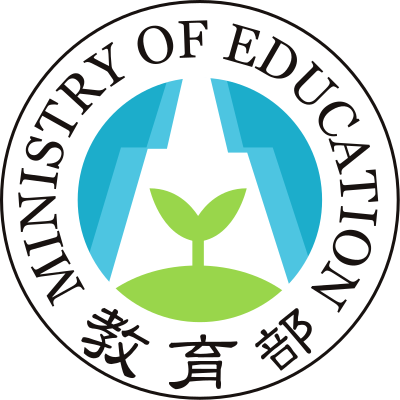 MINISTRY OF EDUCATION
教育部